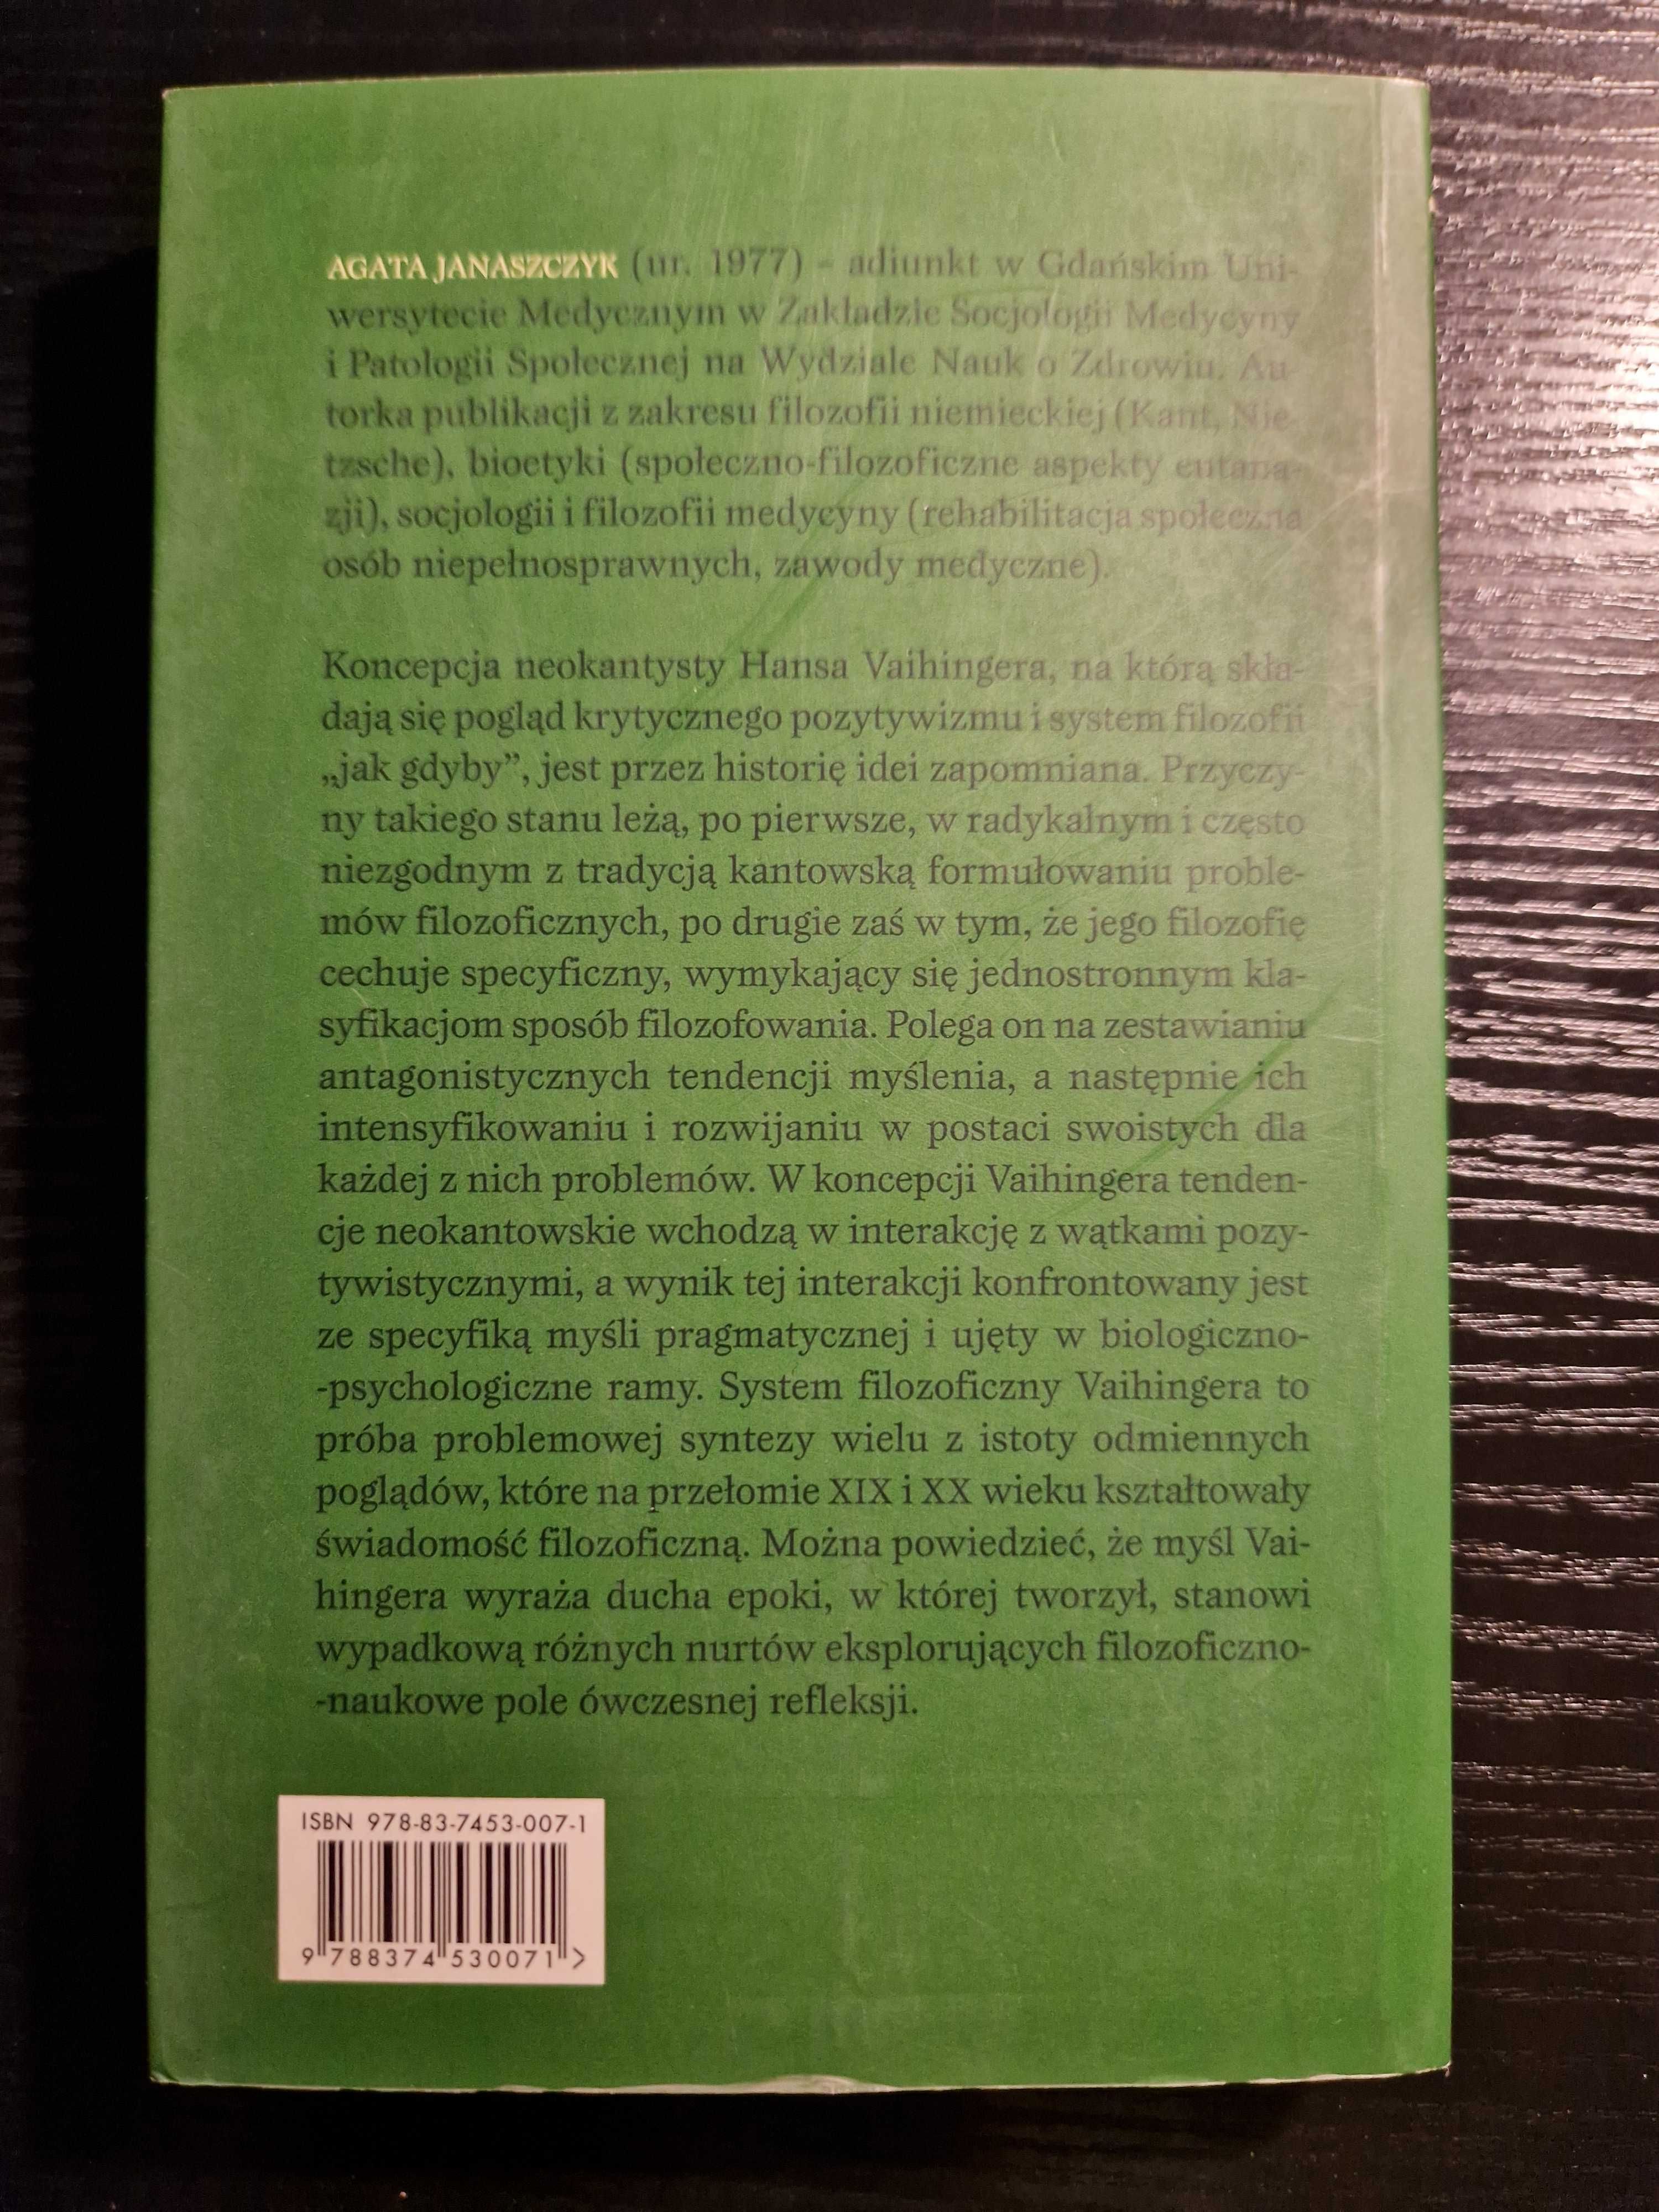 AGATA JANASZCZYK (ur. 1977) – adiunkt w Gdańskim Uni-
wersytecie Medycznym w Zakładzie Socjologii Medycyny
i Patologii Społecznej na Wydziale Nauk o Zdrowiu. Au-
torka publikacji z zakresu filozofii niemieckiej (Kant, Nie-
tzsche), bioetyki (społeczno-filozoficzne aspekty eutana-
zji), socjologii i filozofii medycyny (rehabilitacja społeczna
osób niepełnosprawnych, zawody medyczne).
Koncepcja neokantysty Hansa Vaihingera, na którą skła-
dają się pogląd krytycznego pozytywizmu i system filozofii
„jak gdyby”, jest przez historię idei zapomniana. Przyczy-
ny takiego stanu leżą, po pierwsze, w radykalnym i często
niezgodnym z tradycją kantowską formułowaniu proble-
mów filozoficznych, po drugie zaś w tym, że jego filozofię
cechuje specyficzny, wymykający się jednostronnym kla-
syfikacjom sposób filozofowania. Polega on na zestawianiu
antagonistycznych tendencji myślenia, a następnie ich
intensyfikowaniu i rozwijaniu w postaci swoistych dla
każdej z nich problemów. W koncepcji Vaihingera tenden-
cje neokantowskie wchodzą w interakcję z wątkami pozy-
tywistycznymi, a wynik tej interakcji konfrontowany jest
ze specyfiką myśli pragmatycznej i ujęty w biologiczno-
-psychologiczne ramy. System filozoficzny Vaihingera to
próba problemowej syntezy wielu z istoty odmiennych
poglądów, które na przełomie XIX i XX wieku kształtowały
świadomość filozoficzną. Można powiedzieć, że myśl Vai-
hingera wyraża ducha epoki, w której tworzył, stanowi
wypadkową różnych nurtów eksplorujących filozoficzno-
-naukowe pole ówczesnej refleksji.
ISBN 978-83-7453-007-1
9 788374 530071 >